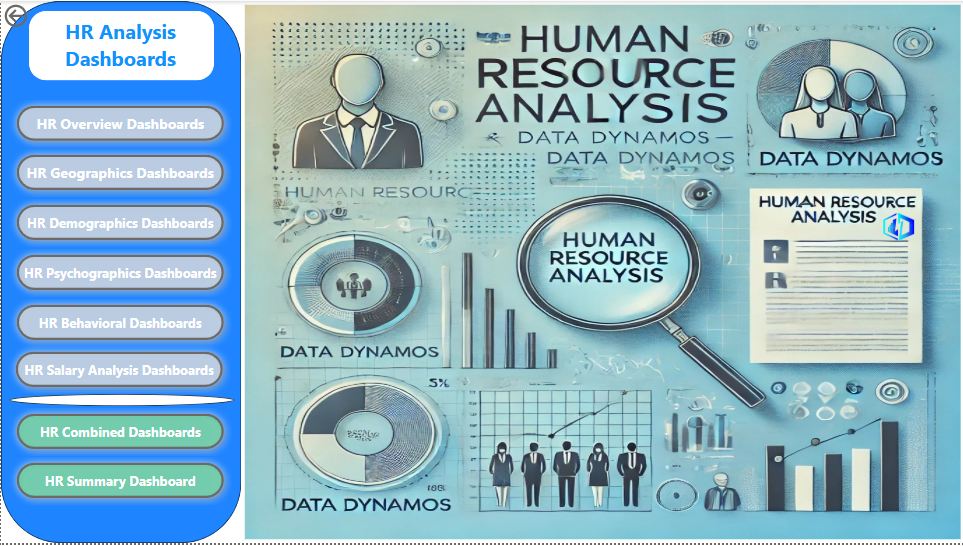 HR Analysis
Dashboards
HR Overview Dashboards
HR Geographics Dashboards
HR Demographics Dashboards
HR Psychographics Dashboards
HR Behavioral Dashboards
HR Salary Analysis Dashboards
HR Combined Dashboards
HR Summary Dashboard
HUMAN
RESOURCE
ANALYSIS
DATA DYNAMOS
DATA DYNAMOS
HUMAN RESOURC
DATA DYNAMOS
HUMAN
RESOURCE
ANALYSIS
HUMAN RESOURCE
ANALYSIS
DATA DYNAMOS
5%
DATA DYNAMOS